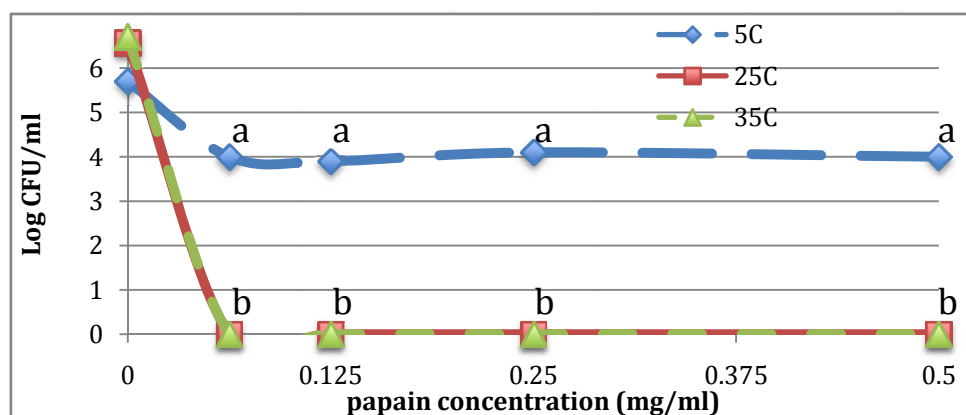 5C
25C
35C
Log CFU/ml
6
5
4
3
2
1
0
a a a a
b b b b
0 0.125 0.25 0.375 0.5
papain concentration (mg/ml)